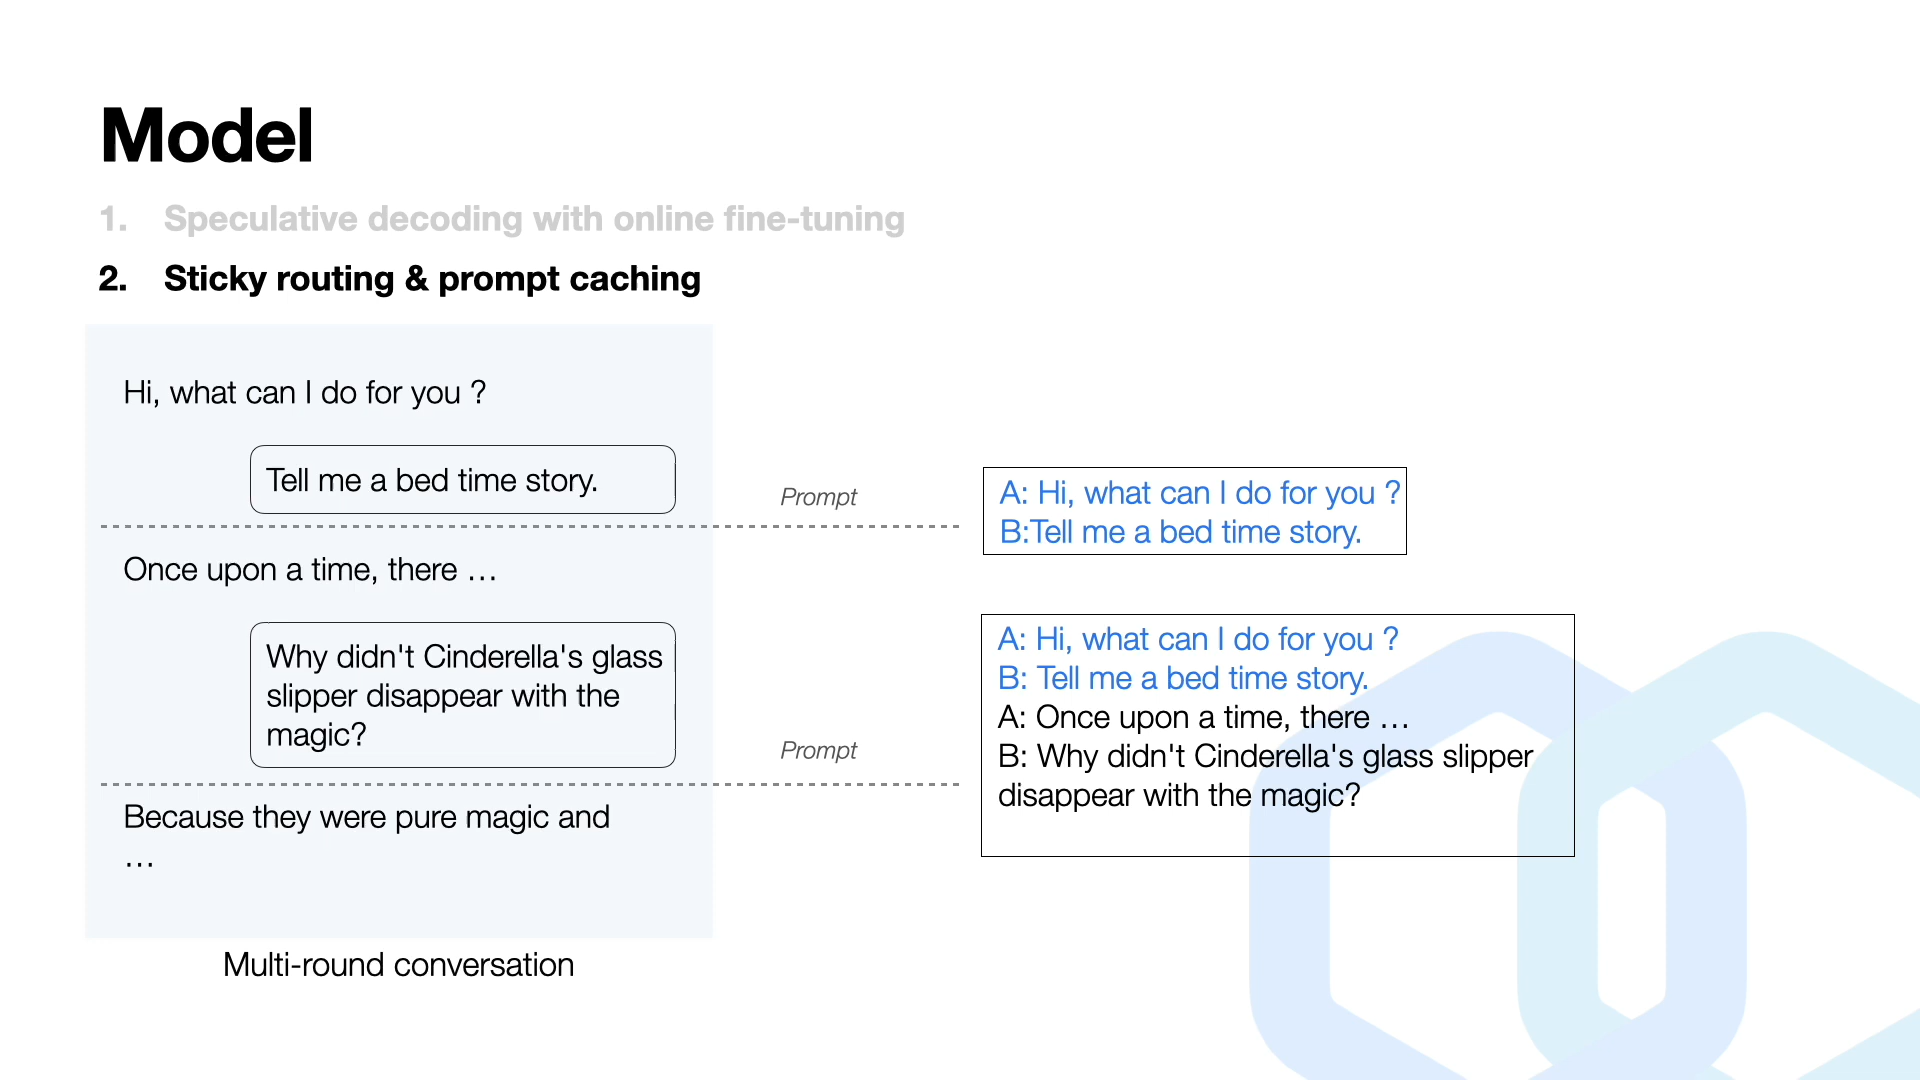 Model
1. Speculative decoding with online fine-tuning
2. Sticky routing & prompt caching
Hi, what can I do for you ?
Tell me a bed time story.
Prompt
Once upon a time, there …
Why didn't Cinderella's glass
slipper disappear with the
magic?
Prompt
Because they were pure magic and
…
Multi-round conversation
A: Hi, what can I do for you ?
B:Tell me a bed time story.
A: Hi, what can I do for you ?
B: Tell me a bed time story.
A: Once upon a time, there …
B: Why didn't Cinderella's glass slipper
disappear with the magic?